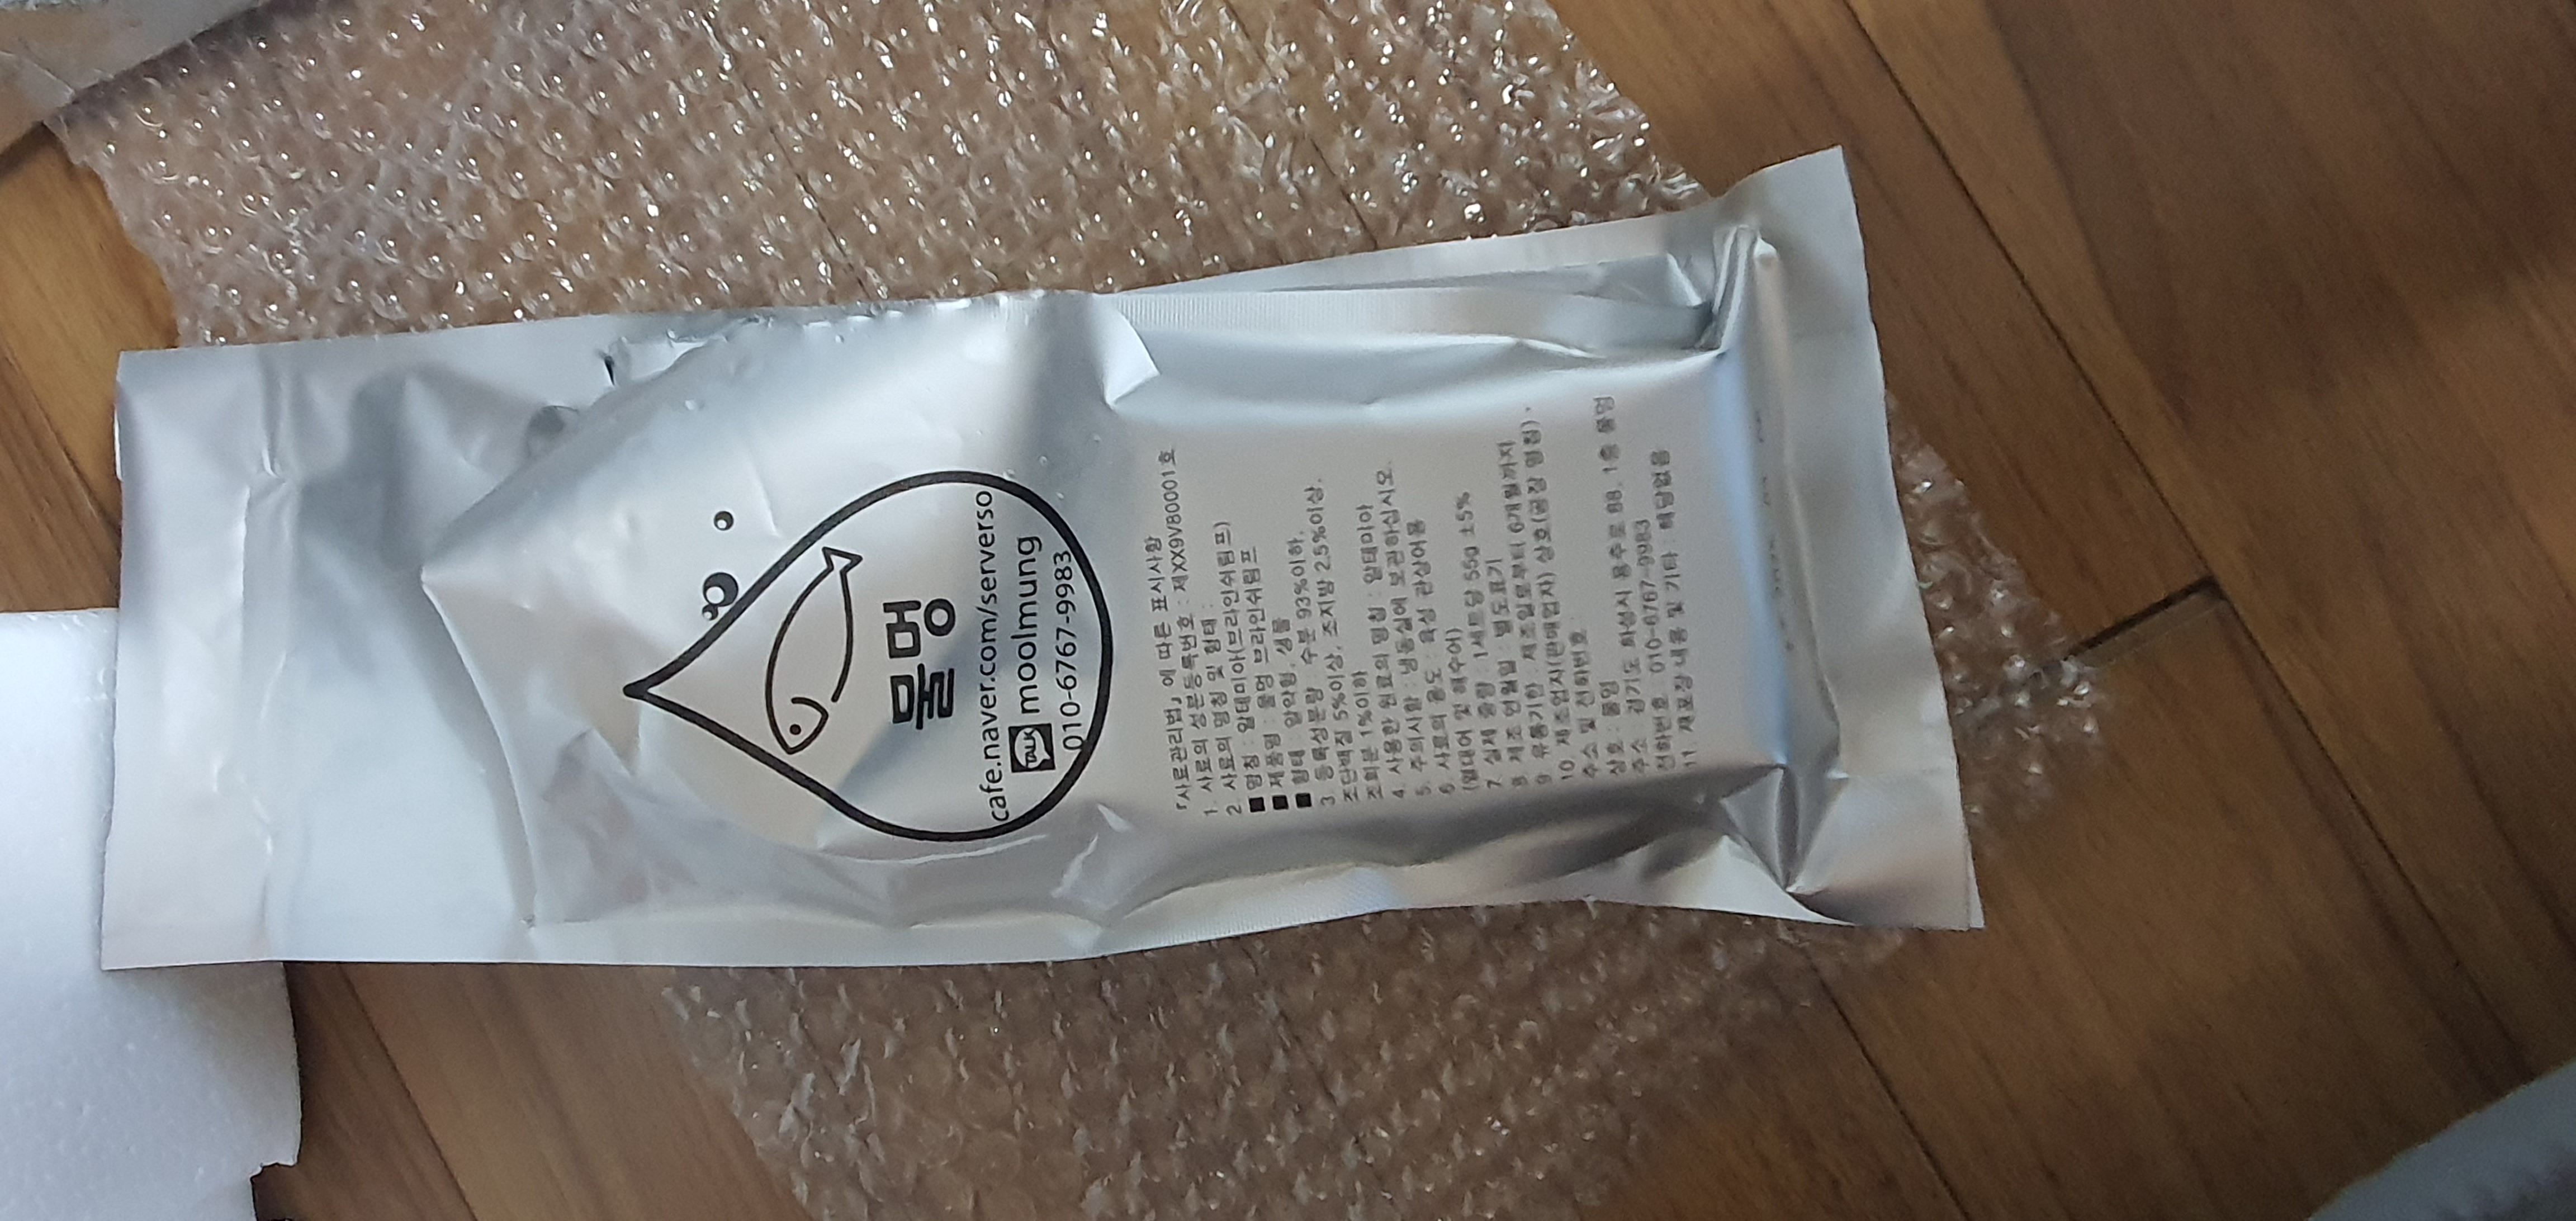 물멍
cafe.naver.com/serverso
TALK moolmung
010-6767-9983
「사료관리법」에 따른 표시사항
1. 사료의 성분등록번호 : 제XX9V80001호
2. 사료의 명칭 및 형태 :
■ 명칭 : 알테미아(브라인쉬림프)
■ 제품명 : 물멍 브라인쉬림프
■ 형태 : 알약형, 생물
3. 등록성분량 : 수분 93%이하,
조단백질 5%이상, 조지방 2.5%이상,
조회분 1%이하
4. 사용한 원료의 명칭 : 알테미아
5. 주의사항 : 냉동실에 보관하십시오.
6. 사료의 용도 : 육성 관상어용
(열대어 및 해수어)
7. 실제 중량 : 1세트당 55g ±5%
8. 제조 연월일 : 별도표기
9. 유통기한 : 제조일로부터 6개월까지
10. 제조업자(판매업자) 상호(공장 명칭),
주소 및 전화번호 :
상호 : 물멍
주소 : 경기도 화성시 용주로 88. 1층 물멍
전화번호 : 010-6767-9983
11. 재포장 내용 및 기타 : 해당없음